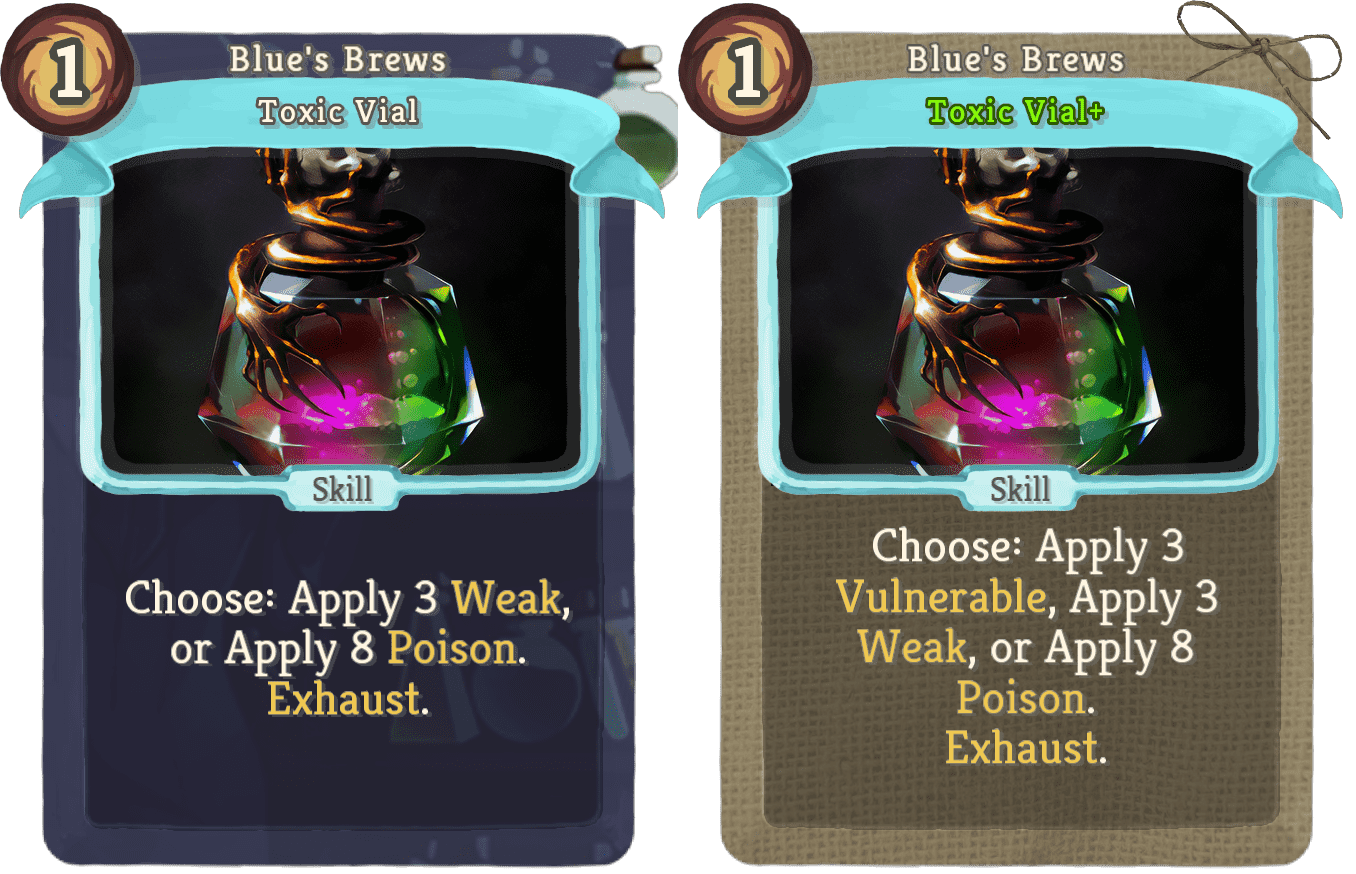 1
Blue's Brews
Toxic Vial
Skill
Choose: Apply 3 Weak,
or Apply 8 Poison.
Exhaust.
1
Blue's Brews
Toxic Vial+
Skill
Choose: Apply 3
Vulnerable, Apply 3
Weak, or Apply 8
Poison.
Exhaust.